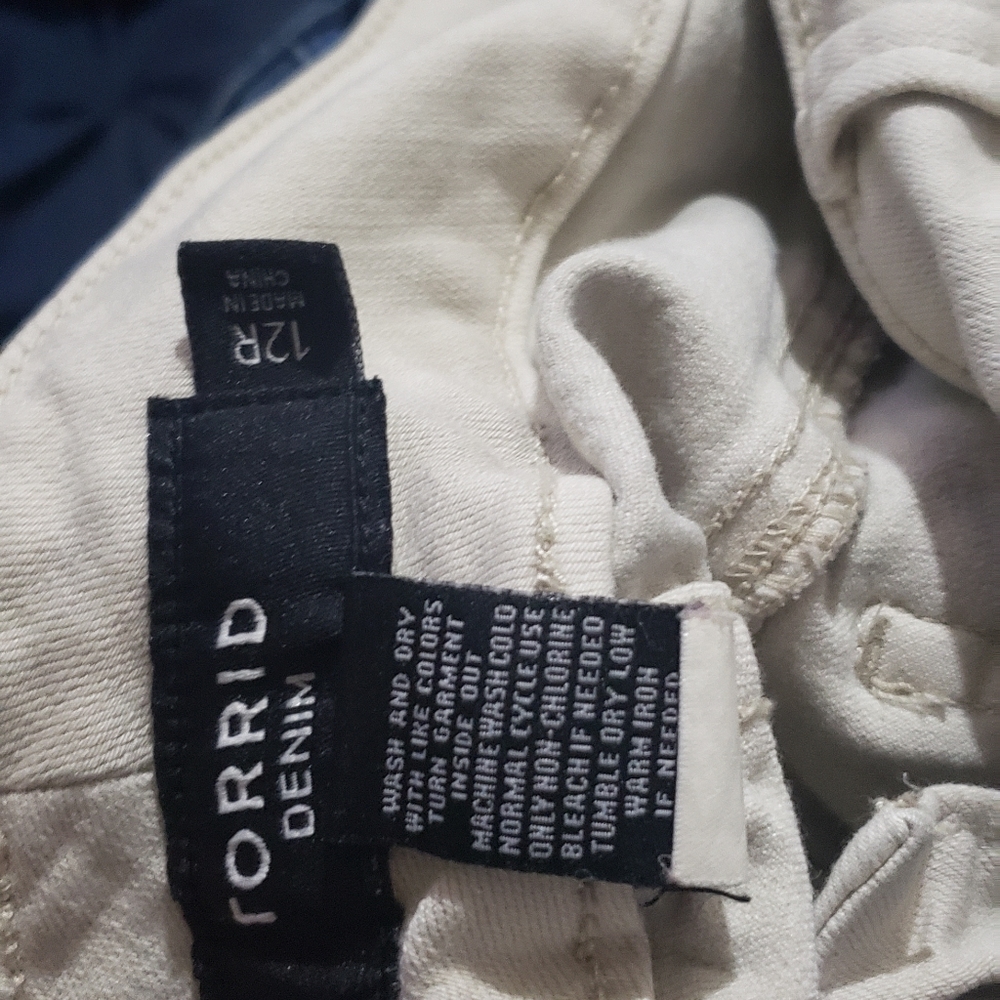 TORRID
DENIM
12R
MADE IN
CHINA
WASH AND DRY
WITH LIKE COLORS
TURN GARMENT
INSIDE OUT
MACHINE WASH COLD
NORMAL CYCLE USE
ONLY NON-CHLORINE
BLEACH IF NEEDED
TUMBLE DRY LOW
WARM IRON
IF NEEDED